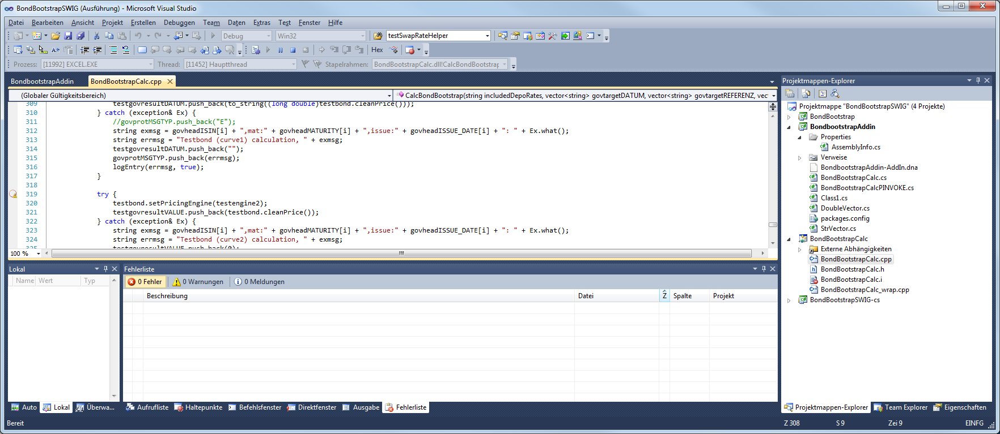 BondBootstrapSWIG (Ausführung) - Microsoft Visual Studio
Datei Bearbeiten Ansicht Projekt Erstellen Debuggen Team Daten Extras Test Fenster Hilfe
Debug Win32 testSwapRateHelper
Hex
Prozess: [11992] EXCEL.EXE Thread: [11452] Hauptthread Stapelrahmen: BondBootstrapCalc.dll!CalcBondBootstrap
BondbootstrapAddin BondBootstrapCalc.cpp
(Globaler Gültigkeitsbereich) CalcBondBootstrap(string includedDepoRates, vector<string> govtargetDATUM, vector<string> govtargetREFERENZ, vec
309 testgovresultDATUM.push_back(to_string((long double)testbond.cleanPrice()));
310 } catch (exception& Ex) {
311 //govprotMSGTYP.push_back("E");
312 string exmsg = govheadISIN[i] + ",mat:" + govheadMATURITY[i] + ",issue:" + govheadISSUE_DATE[i] + ": " + Ex.what();
313 string errmsg = "Testbond (curve1) calculation, " + exmsg;
314 testgovresultDATUM.push_back("");
315 govprotMSGTYP.push_back(errmsg);
316 logEntry(errmsg, true);
317 }
318
319 try {
320 testbond.setPricingEngine(testengine2);
321 testgovresultVALUE.push_back(testbond.cleanPrice());
322 } catch (exception& Ex) {
323 string exmsg = govheadISIN[i] + ",mat:" + govheadMATURITY[i] + ",issue:" + govheadISSUE_DATE[i] + ": " + Ex.what();
324 string errmsg = "Testbond (curve2) calculation, " + exmsg;
325 testgovresultVALUE.push_back(0);
100 %
Lokal
Name Wert Typ
Auto Lokal Überwa...
Fehlerliste
0 Fehler 0 Warnungen 0 Meldungen
Beschreibung Datei Z Spalte Projekt
Aufrufliste Haltepunkte Befehlsfenster Direktfenster Ausgabe Fehlerliste
Projektmappen-Explorer
Projektmappe "BondBootstrapSWIG" (4 Projekte)
BondBootstrap
BondbootstrapAddin
Properties
AssemblyInfo.cs
Verweise
BondbootstrapAddin-AddIn.dna
BondBootstrapCalc.cs
BondBootstrapCalcPINVOKE.cs
Class1.cs
DoubleVector.cs
packages.config
StrVector.cs
BondBootstrapCalc
Externe Abhängigkeiten
BondBootstrapCalc.cpp
BondBootstrapCalc.h
BondBootstrapCalc.i
BondBootstrapCalc_wrap.cpp
BondBootstrapSWIG-cs
Projektmappen-Explorer Team Explorer Eigenschaften
Bereit Z 308 S 9 Zei 9 EINFG